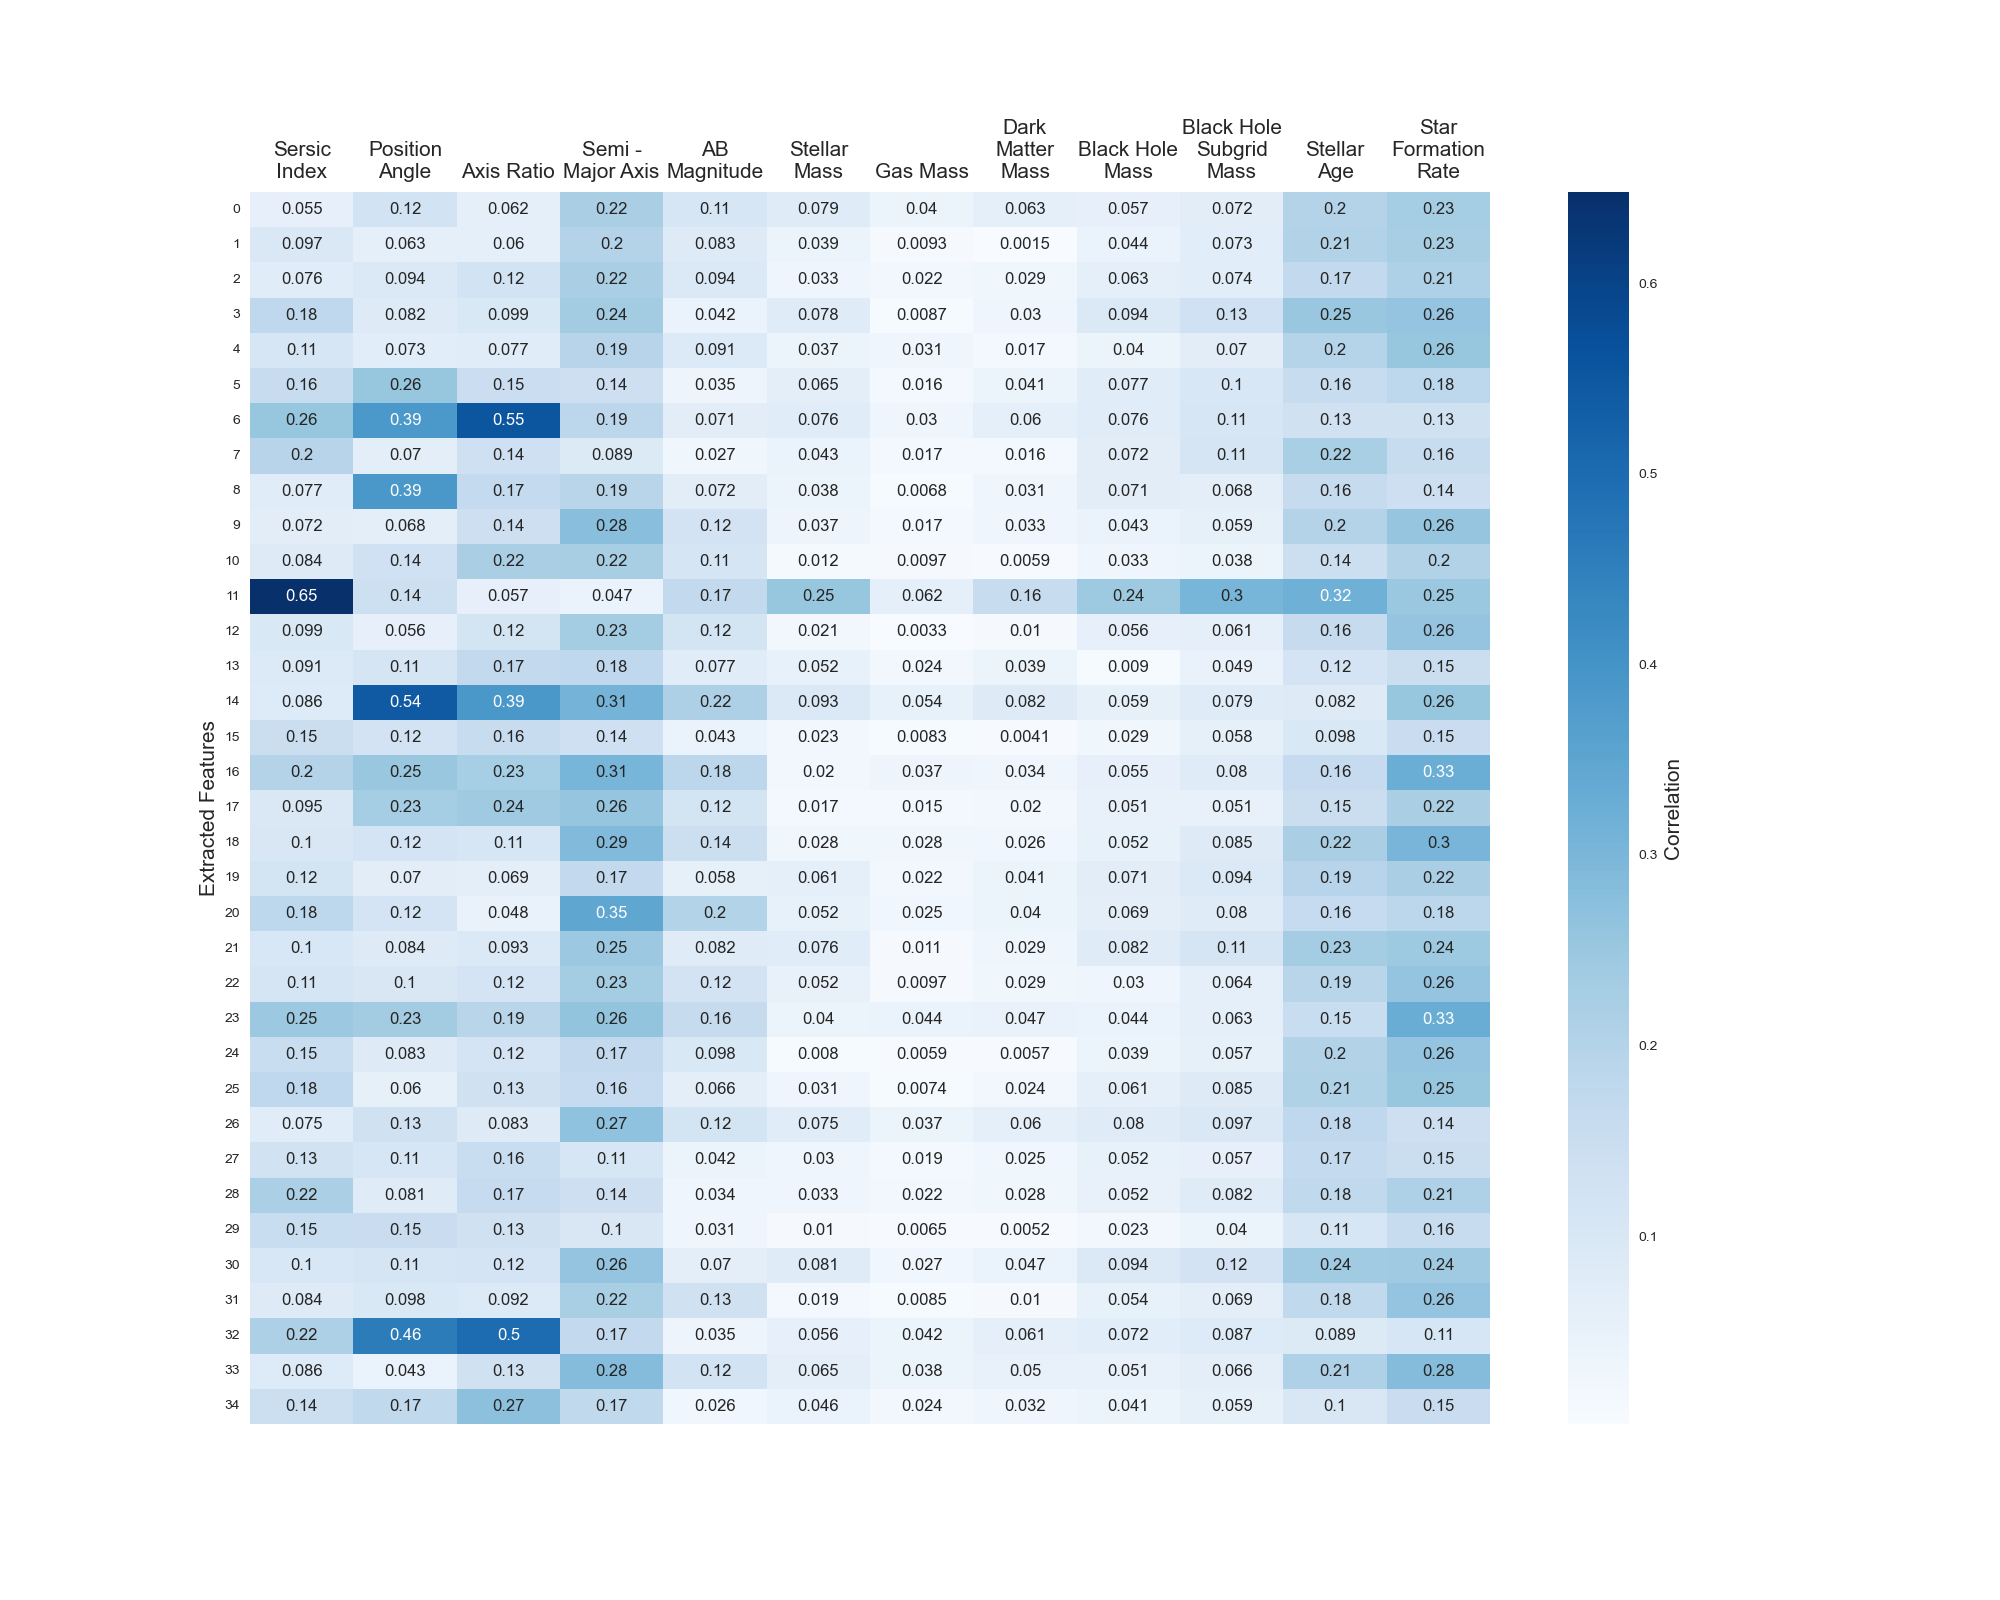 Dark Black Hole Star
Sersic Position Semi - AB Stellar Matter Black Hole Subgrid Stellar Formation
Index Angle Axis Ratio Major Axis Magnitude Mass Gas Mass Mass Mass Mass Age Rate
0 0.055 0.12 0.062 0.22 0.11 0.079 0.04 0.063 0.057 0.072 0.2 0.23
1 0.097 0.063 0.06 0.2 0.083 0.039 0.0093 0.0015 0.044 0.073 0.21 0.23
2 0.076 0.094 0.12 0.22 0.094 0.033 0.022 0.029 0.063 0.074 0.17 0.21
3 0.18 0.082 0.099 0.24 0.042 0.078 0.0087 0.03 0.094 0.13 0.25 0.26
4 0.11 0.073 0.077 0.19 0.091 0.037 0.031 0.017 0.04 0.07 0.2 0.26
5 0.16 0.26 0.15 0.14 0.035 0.065 0.016 0.041 0.077 0.1 0.16 0.18
6 0.26 0.39 0.55 0.19 0.071 0.076 0.03 0.06 0.076 0.11 0.13 0.13
7 0.2 0.07 0.14 0.089 0.027 0.043 0.017 0.016 0.072 0.11 0.22 0.16
8 0.077 0.39 0.17 0.19 0.072 0.038 0.0068 0.031 0.071 0.068 0.16 0.14
9 0.072 0.068 0.14 0.28 0.12 0.037 0.017 0.033 0.043 0.059 0.2 0.26
10 0.084 0.14 0.22 0.22 0.11 0.012 0.0097 0.0059 0.033 0.038 0.14 0.2
11 0.65 0.14 0.057 0.047 0.17 0.25 0.062 0.16 0.24 0.3 0.32 0.25
12 0.099 0.056 0.12 0.23 0.12 0.021 0.0033 0.01 0.056 0.061 0.16 0.26
13 0.091 0.11 0.17 0.18 0.077 0.052 0.024 0.039 0.009 0.049 0.12 0.15
14 0.086 0.54 0.39 0.31 0.22 0.093 0.054 0.082 0.059 0.079 0.082 0.26
15 0.15 0.12 0.16 0.14 0.043 0.023 0.0083 0.0041 0.029 0.058 0.098 0.15
16 0.2 0.25 0.23 0.31 0.18 0.02 0.037 0.034 0.055 0.08 0.16 0.33
17 0.095 0.23 0.24 0.26 0.12 0.017 0.015 0.02 0.051 0.051 0.15 0.22
18 0.1 0.12 0.11 0.29 0.14 0.028 0.028 0.026 0.052 0.085 0.22 0.3
19 0.12 0.07 0.069 0.17 0.058 0.061 0.022 0.041 0.071 0.094 0.19 0.22
20 0.18 0.12 0.048 0.35 0.2 0.052 0.025 0.04 0.069 0.08 0.16 0.18
21 0.1 0.084 0.093 0.25 0.082 0.076 0.011 0.029 0.082 0.11 0.23 0.24
22 0.11 0.1 0.12 0.23 0.12 0.052 0.0097 0.029 0.03 0.064 0.19 0.26
23 0.25 0.23 0.19 0.26 0.16 0.04 0.044 0.047 0.044 0.063 0.15 0.33
24 0.15 0.083 0.12 0.17 0.098 0.008 0.0059 0.0057 0.039 0.057 0.2 0.26
25 0.18 0.06 0.13 0.16 0.066 0.031 0.0074 0.024 0.061 0.085 0.21 0.25
26 0.075 0.13 0.083 0.27 0.12 0.075 0.037 0.06 0.08 0.097 0.18 0.14
27 0.13 0.11 0.16 0.11 0.042 0.03 0.019 0.025 0.052 0.057 0.17 0.15
28 0.22 0.081 0.17 0.14 0.034 0.033 0.022 0.028 0.052 0.082 0.18 0.21
29 0.15 0.15 0.13 0.1 0.031 0.01 0.0065 0.0052 0.023 0.04 0.11 0.16
30 0.1 0.11 0.12 0.26 0.07 0.081 0.027 0.047 0.094 0.12 0.24 0.24
31 0.084 0.098 0.092 0.22 0.13 0.019 0.0085 0.01 0.054 0.069 0.18 0.26
32 0.22 0.46 0.5 0.17 0.035 0.056 0.042 0.061 0.072 0.087 0.089 0.11
33 0.086 0.043 0.13 0.28 0.12 0.065 0.038 0.05 0.051 0.066 0.21 0.28
34 0.14 0.17 0.27 0.17 0.026 0.046 0.024 0.032 0.041 0.059 0.1 0.15
Extracted Features
0.6
0.5
0.4
0.3
0.2
0.1
Correlation